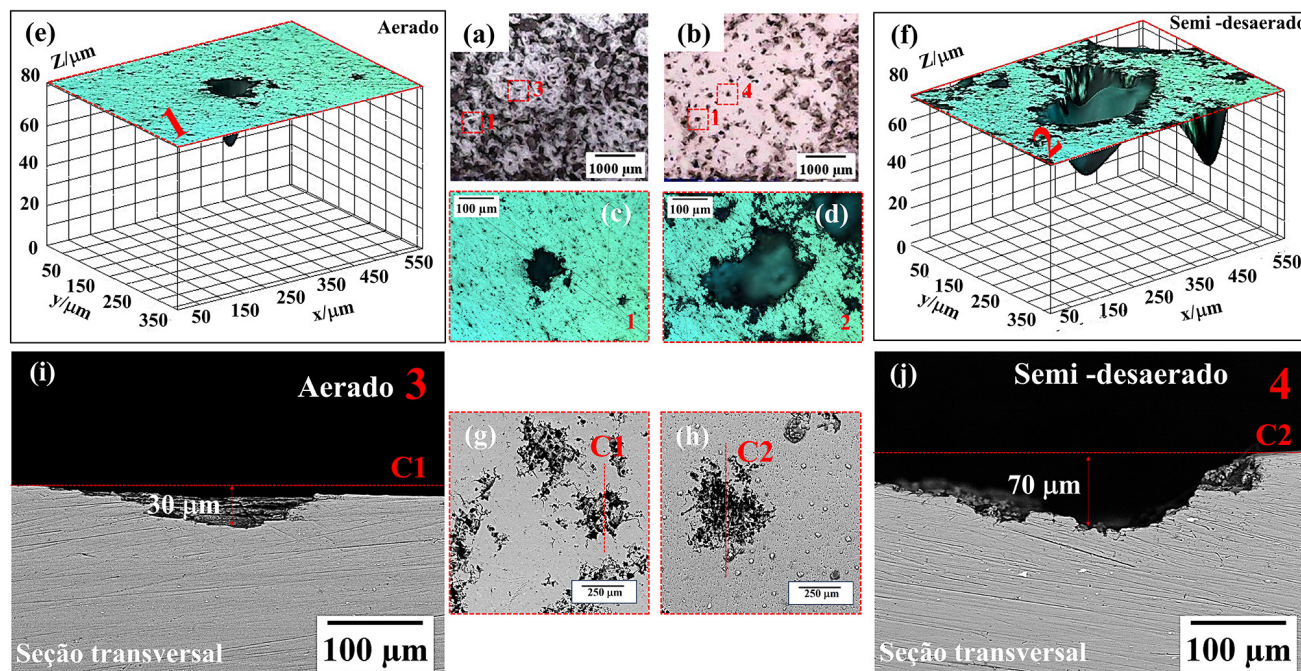 (e)
Aerado
Z/µm
80
60
40
20
0
50
150
250
350
y/µm
50
150
250
350
450
550
x/µm
1
(a)
3
1
1000 µm
(b)
4
1
1000 µm
100 µm
(c)
1
100 µm
(d)
2
(f)
Semi -desaerado
Z/µm
80
60
40
20
0
50
150
250
350
y/µm
50
150
250
350
450
550
x/µm
2
(i)
Aerado 3
C1
30 µm
Seção transversal
100 µm
(g)
C1
250 µm
(h)
C2
250 µm
(j)
Semi -desaerado 4
C2
70 µm
Seção transversal
100 µm